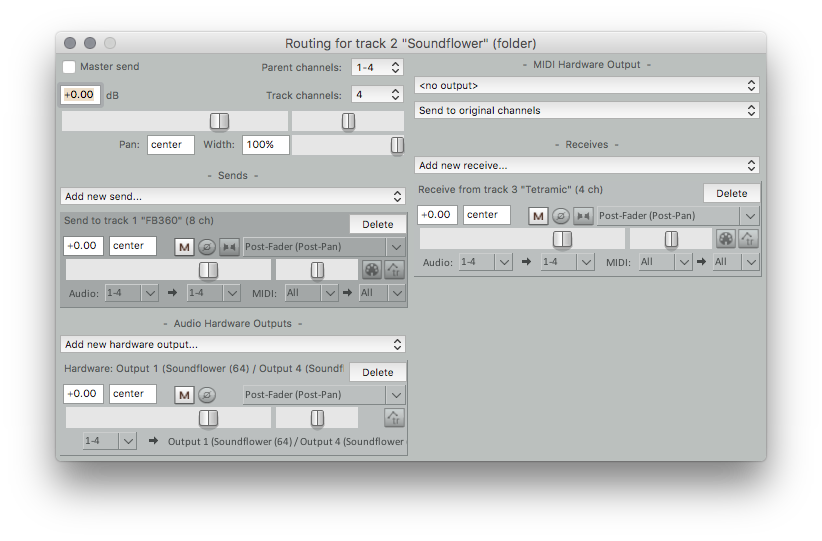 Routing for track 2 "Soundflower" (folder)
Master send
Parent channels: 1-4
+0.00 dB
Track channels: 4
Pan: center Width: 100%
- Sends -
Add new send...
Send to track 1 "FB360" (8 ch)
Delete
+0.00 center M Post-Fader (Post-Pan)
tr
Audio: 1-4 1-4 MIDI: All All
- Audio Hardware Outputs -
Add new hardware output...
Hardware: Output 1 (Soundflower (64) / Output 4 (Soundf
Delete
+0.00 center M Post-Fader (Post-Pan)
tr
1-4 Output 1 (Soundflower (64) / Output 4 (Soundflower
- MIDI Hardware Output -
<no output>
Send to original channels
- Receives -
Add new receive...
Receive from track 3 "Tetramic" (4 ch)
Delete
+0.00 center M Post-Fader (Post-Pan)
tr
Audio: 1-4 1-4 MIDI: All All